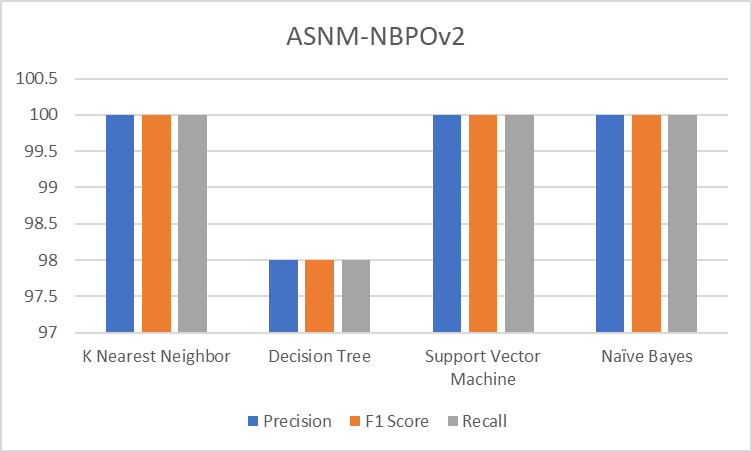 ASNM-NBPOv2
100.5
100
99.5
99
98.5
98
97.5
97
K Nearest Neighbor
Decision Tree
Support Vector
Machine
Naïve Bayes
Precision
F1 Score
Recall